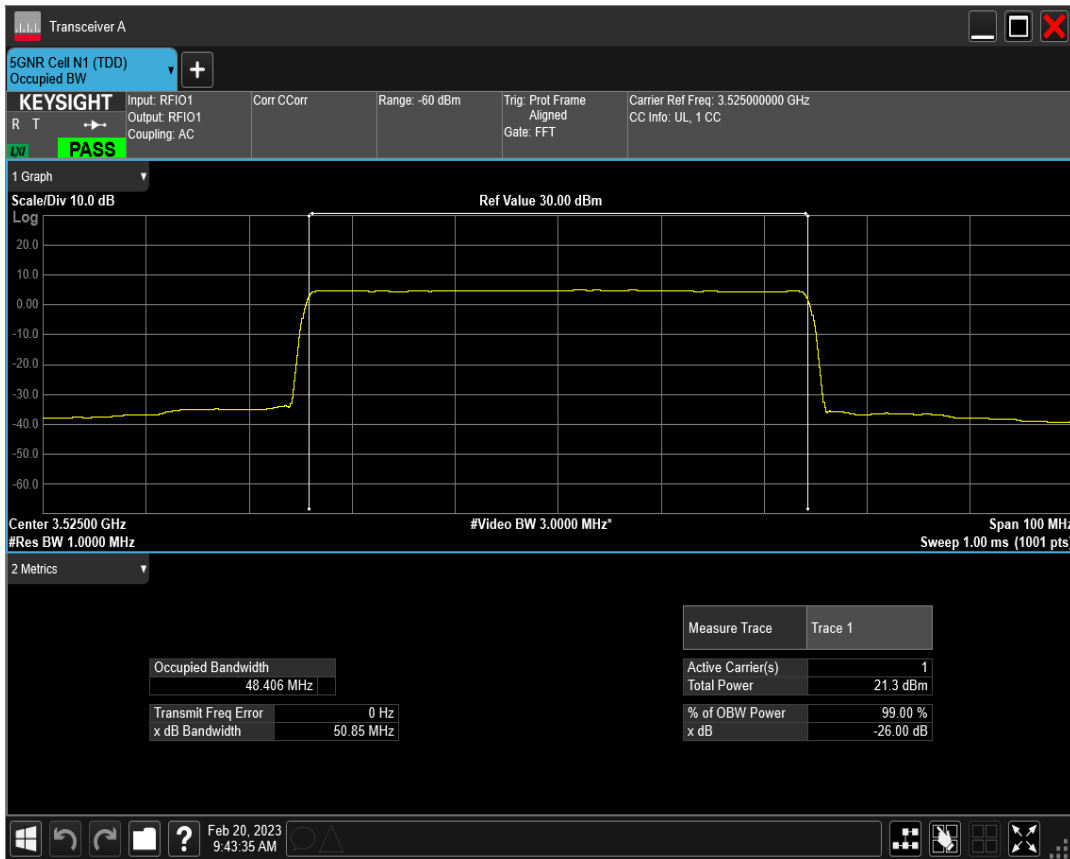 Transceiver A
5GNR Cell N1 (TDD)
Occupied BW
+
KEYSIGHT
R T
LXI
PASS
Input: RFIO1
Output: RFIO1
Coupling: AC
Corr CCorr
Range: -60 dBm
Trig: Prot Frame
Aligned
Gate: FFT
Carrier Ref Freq: 3.525000000 GHz
CC Info: UL, 1 CC
1 Graph
Scale/Div 10.0 dB
Ref Value 30.00 dBm
Log
20.0
10.0
0.00
-10.0
-20.0
-30.0
-40.0
-50.0
-60.0
Center 3.52500 GHz
#Video BW 3.0000 MHz*
Span 100 MHz
#Res BW 1.0000 MHz
Sweep 1.00 ms (1001 pts)
2 Metrics
Measure Trace Trace 1
Occupied Bandwidth
48.406 MHz
Active Carrier(s) 1
Total Power 21.3 dBm
Transmit Freq Error 0 Hz
x dB Bandwidth 50.85 MHz
% of OBW Power 99.00 %
x dB -26.00 dB
?
Feb 20, 2023
9:43:35 AM